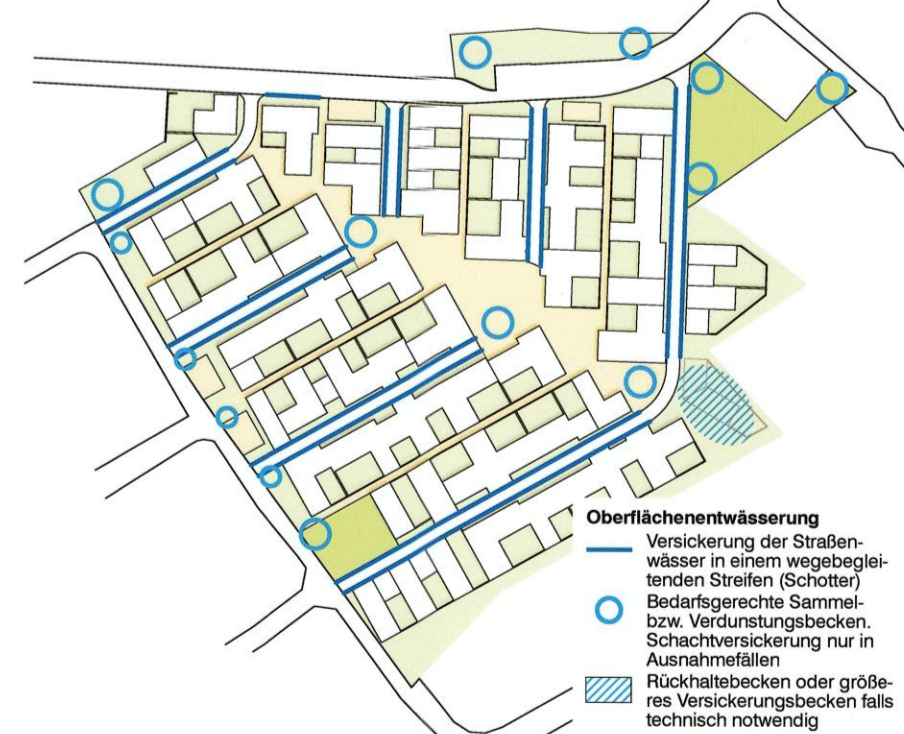 Oberflächenentwässerung
Versickerung der Straßen-
wässer in einem wegebeglei-
tenden Streifen (Schotter)
Bedarfsgerechte Sammel-
bzw. Verdunstungsbecken.
Schachtversickerung nur in
Ausnahmefällen
Rückhaltebecken oder größe-
res Versickerungsbecken falls
technisch notwendig